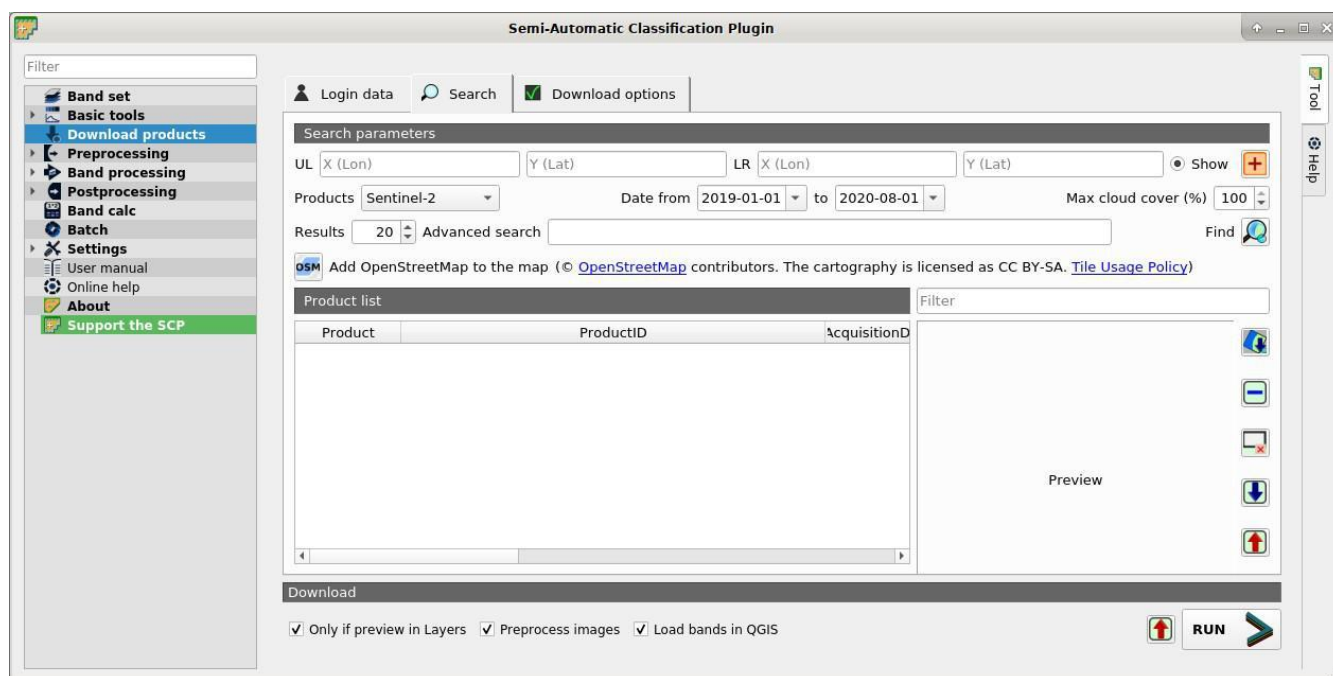 Semi-Automatic Classification Plugin
Filter
Band set
Basic tools
Download products
Preprocessing
Band processing
Postprocessing
Band calc
Batch
Settings
User manual
Online help
About
Support the SCP
Login data Search Download options
Search parameters
UL X (Lon) Y (Lat) LR X (Lon) Y (Lat) Show
Products Sentinel-2 Date from 2019-01-01 to 2020-08-01 Max cloud cover (%) 100
Results 20 Advanced search Find
OSM Add OpenStreetMap to the map (© OpenStreetMap contributors. The cartography is licensed as CC BY-SA. Tile Usage Policy)
Product list Filter
Product ProductID AcquisitionD
Preview
Download
Only if preview in Layers Preprocess images Load bands in QGIS RUN
Tool
Help